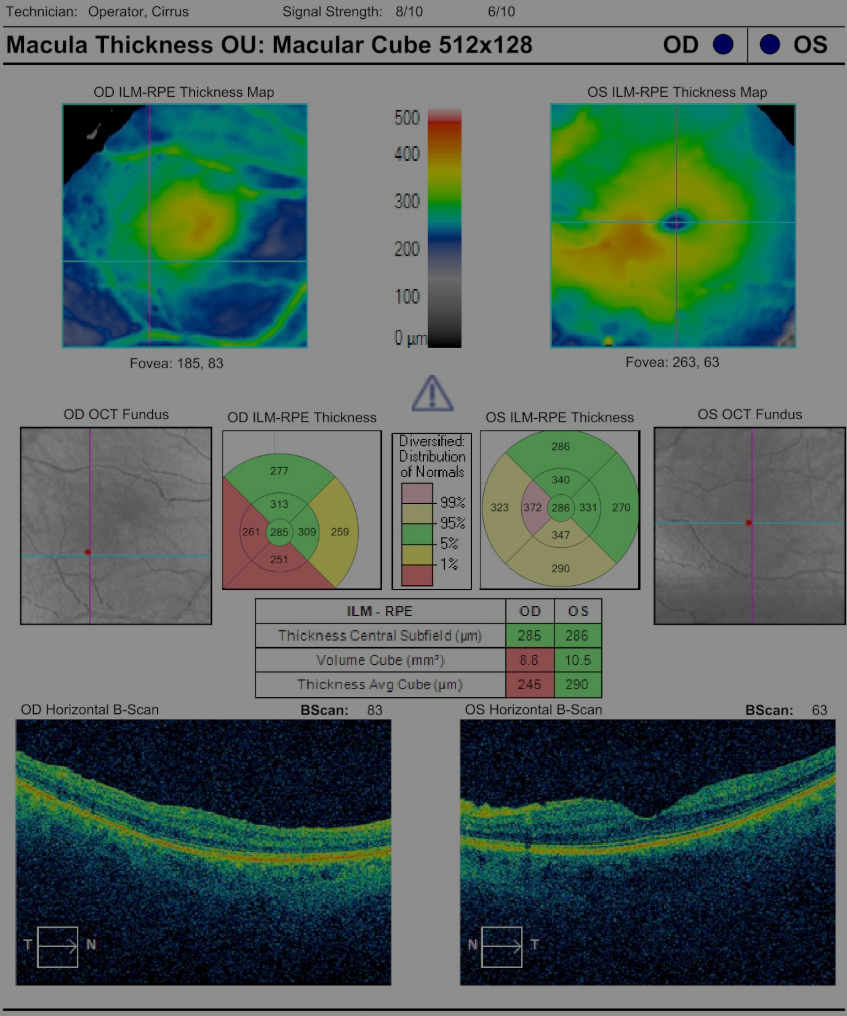 Technician: Operator, Cirrus Signal Strength: 8/10 6/10
Macula Thickness OU: Macular Cube 512x128 OD OS
OD ILM-RPE Thickness Map
OS ILM-RPE Thickness Map
500
400
300
200
100
0 µm
Fovea: 185, 83
Fovea: 263, 63
OD OCT Fundus
OD ILM-RPE Thickness
OS ILM-RPE Thickness
OS OCT Fundus
277
313
261 285 309 259
251
Diversified:
Distribution
of Normals
99%
95%
5%
1%
286
340
323 372 286 331 270
347
290
ILM - RPE OD OS
Thickness Central Subfield (µm) 285 286
Volume Cube (mm³) 8.8 10.5
Thickness Avg Cube (µm) 245 290
OD Horizontal B-Scan BScan: 83
OS Horizontal B-Scan BScan: 63
T N
N T